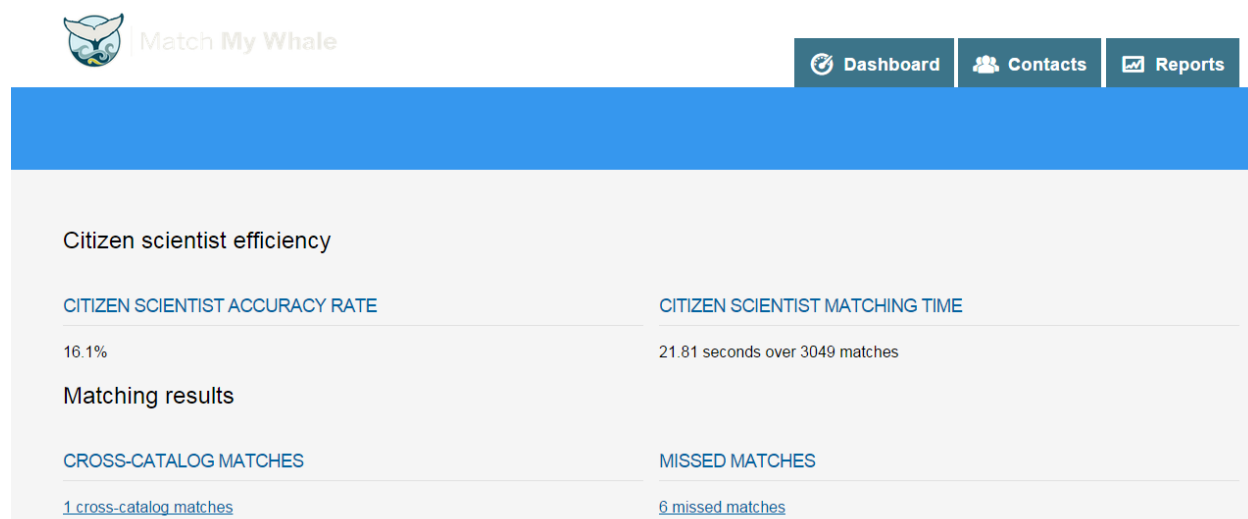 Match My Whale
Dashboard Contacts Reports
Citizen scientist efficiency
CITIZEN SCIENTIST ACCURACY RATE CITIZEN SCIENTIST MATCHING TIME
16.1% 21.81 seconds over 3049 matches
Matching results
CROSS-CATALOG MATCHES MISSED MATCHES
1 cross-catalog matches 6 missed matches